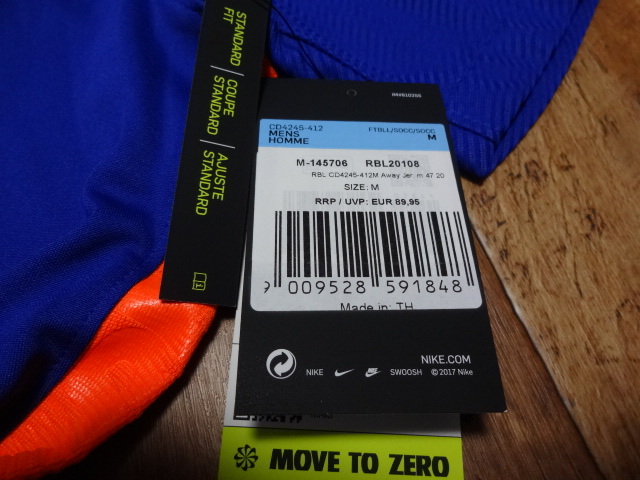 STANDARD
FIT
COUPE
STANDARD
AJUSTE
STANDARD
CD4245-412
MENS
HOMME
FTBLL/SOCC/SOCC
M
M-145706 RBL20108
RBL CD4245-412M Away Jer. m 47 20
SIZE: M
RRP / UVP: EUR 89,95
9 009528 591848
Made in: TH
NIKE.COM
NIKE SWOOSH © 2017 Nike
MOVE TO ZERO